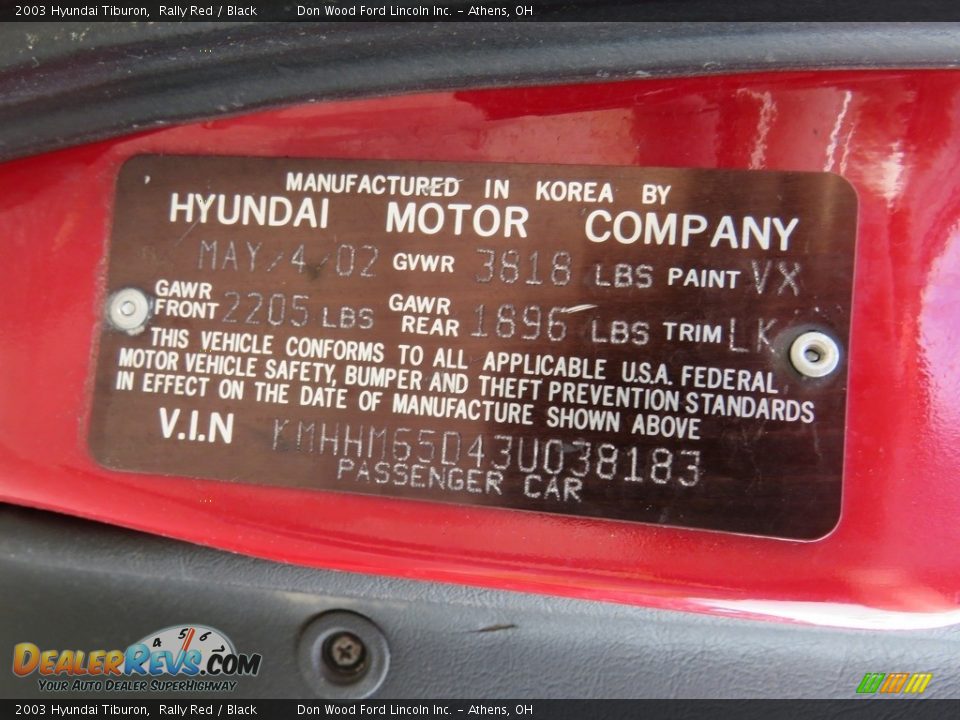 2003 Hyundai Tiburon, Rally Red / Black Don Wood Ford Lincoln Inc. - Athens, OH
MANUFACTURED IN KOREA BY
HYUNDAI MOTOR COMPANY
MAY/4/02 GVWR 3818 LBS PAINT VX
GAWR FRONT 2205 LBS GAWR REAR 1896 LBS TRIM LK
THIS VEHICLE CONFORMS TO ALL APPLICABLE U.S.A. FEDERAL
MOTOR VEHICLE SAFETY, BUMPER AND THEFT PREVENTION STANDARDS
IN EFFECT ON THE DATE OF MANUFACTURE SHOWN ABOVE
V.I.N KMHHM65D43U038183
PASSENGER CAR
4 5 6
DEALERREVS.COM
YOUR AUTO DEALER SUPERHIGHWAY
2003 Hyundai Tiburon, Rally Red / Black Don Wood Ford Lincoln Inc. - Athens, OH